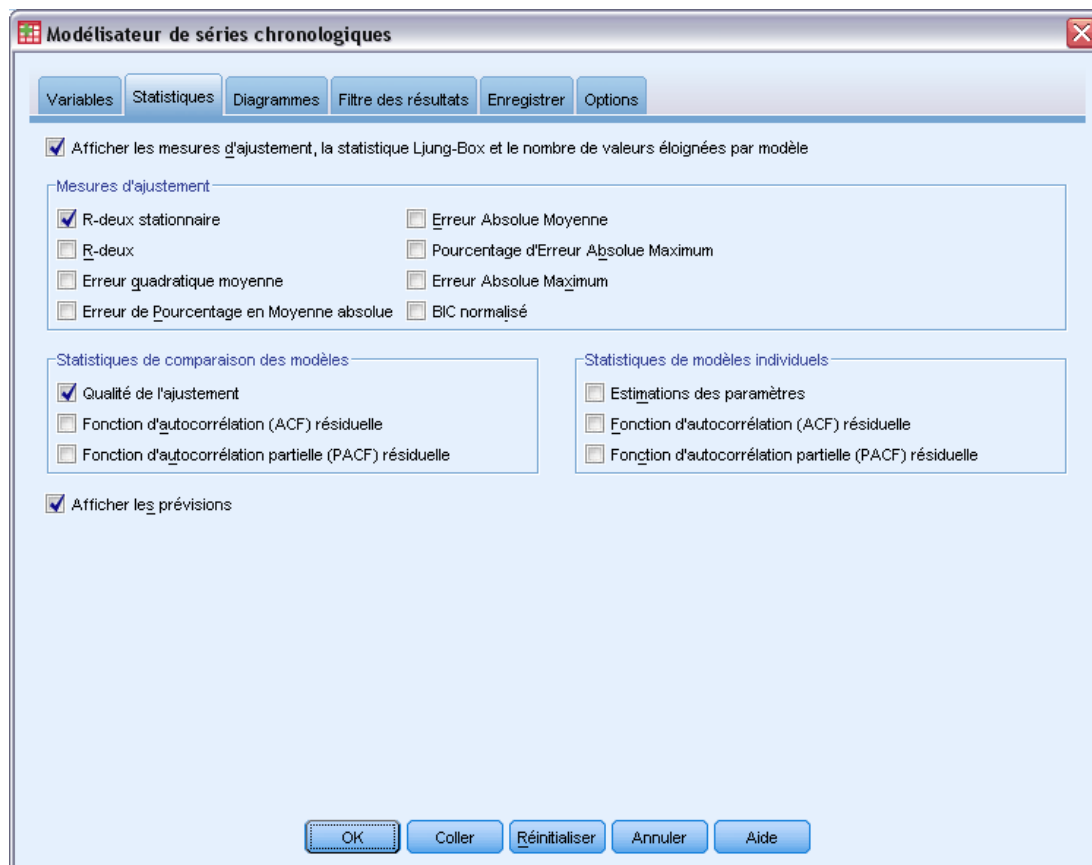 Modélisateur de séries chronologiques
Variables Statistiques Diagrammes Filtre des résultats Enregistrer Options
Afficher les mesures d'ajustement, la statistique Ljung-Box et le nombre de valeurs éloignées par modèle
Mesures d'ajustement
R-deux stationnaire
R-deux
Erreur quadratique moyenne
Erreur de Pourcentage en Moyenne absolue
Erreur Absolue Moyenne
Pourcentage d'Erreur Absolue Maximum
Erreur Absolue Maximum
BIC normalisé
Statistiques de comparaison des modèles
Qualité de l'ajustement
Fonction d'autocorrélation (ACF) résiduelle
Fonction d'autocorrélation partielle (PACF) résiduelle
Statistiques de modèles individuels
Estimations des paramètres
Fonction d'autocorrélation (ACF) résiduelle
Fonction d'autocorrélation partielle (PACF) résiduelle
Afficher les prévisions
OK Coller Réinitialiser Annuler Aide